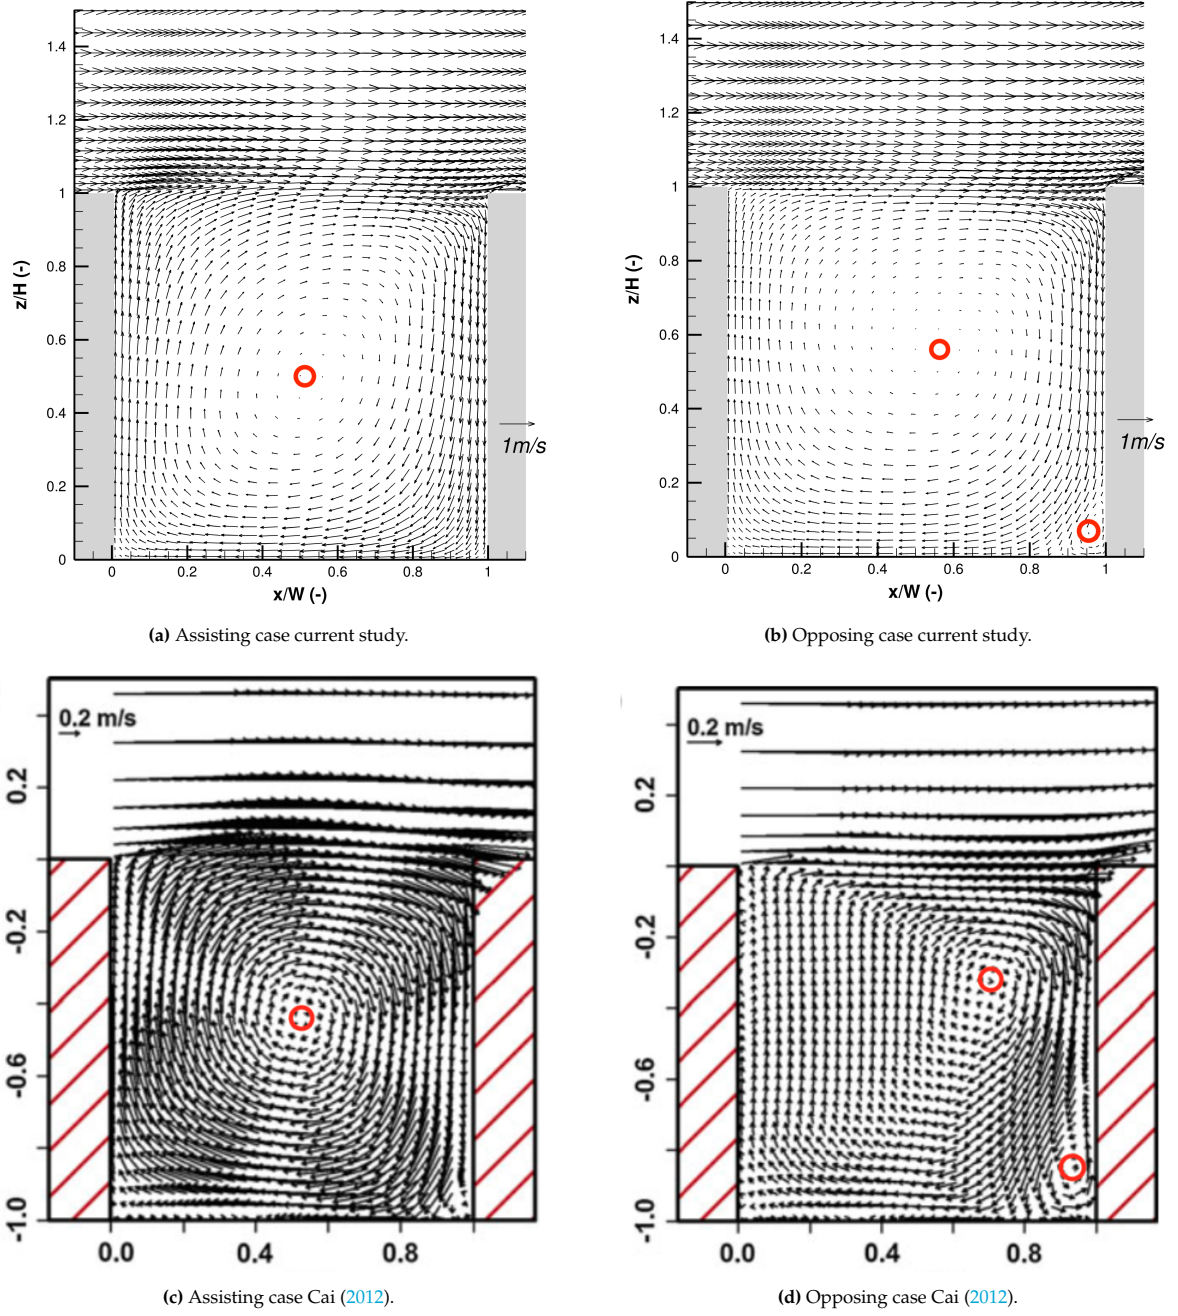 1.4
1.2
1
0.8
0.6
0.4
0.2
0
z/H (-)
1m/s
0 0.2 0.4 0.6 0.8 1
x/W (-)
(a) Assisting case current study.
1.4
1.2
1
0.8
0.6
0.4
0.2
0
z/H (-)
1m/s
0 0.2 0.4 0.6 0.8 1
x/W (-)
(b) Opposing case current study.
0.2 m/s
0.2
-0.2
-0.6
-1.0
0.0 0.4 0.8
(c) Assisting case Cai (2012).
0.2 m/s
0.2
-0.2
-0.6
-1.0
0.0 0.4 0.8
(d) Opposing case Cai (2012).